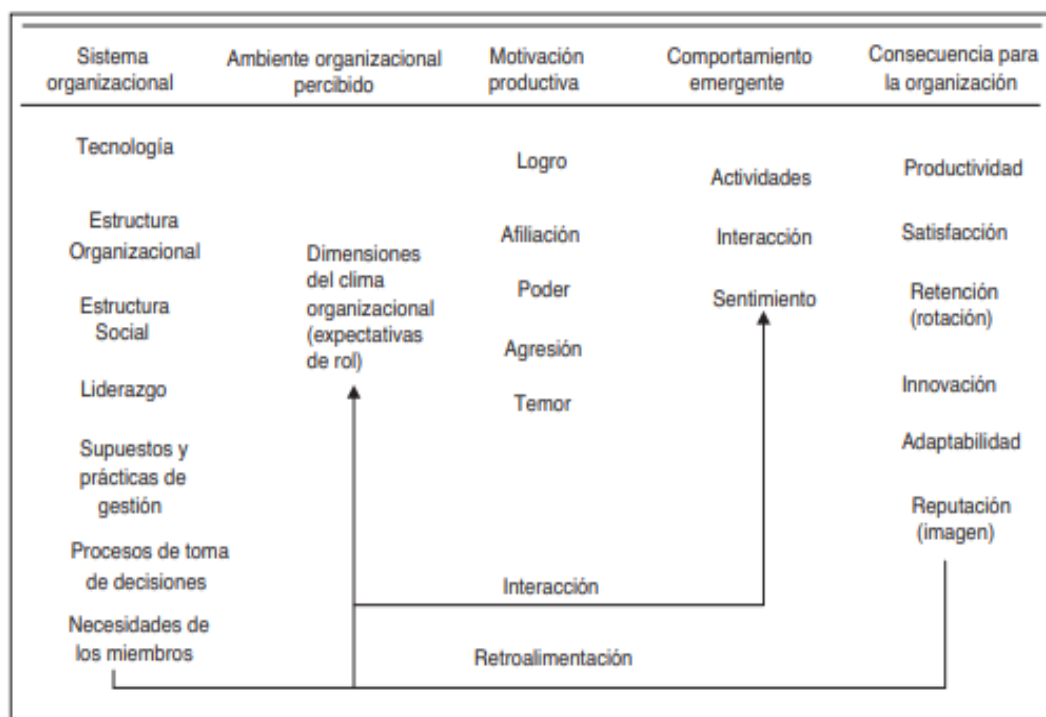 Sistema
organizacional
Ambiente organizacional
percibido
Motivación
productiva
Comportamiento
emergente
Consecuencia para
la organización
Tecnología
Estructura
Organizacional
Estructura
Social
Liderazgo
Supuestos y
prácticas de
gestión
Procesos de toma
de decisiones
Necesidades de
los miembros
Dimensiones
del clima
organizacional
(expectativas
de rol)
Logro
Afiliación
Poder
Agresión
Temor
Actividades
Interacción
Sentimiento
Productividad
Satisfacción
Retención
(rotación)
Innovación
Adaptabilidad
Reputación
(imagen)
Interacción
Retroalimentación